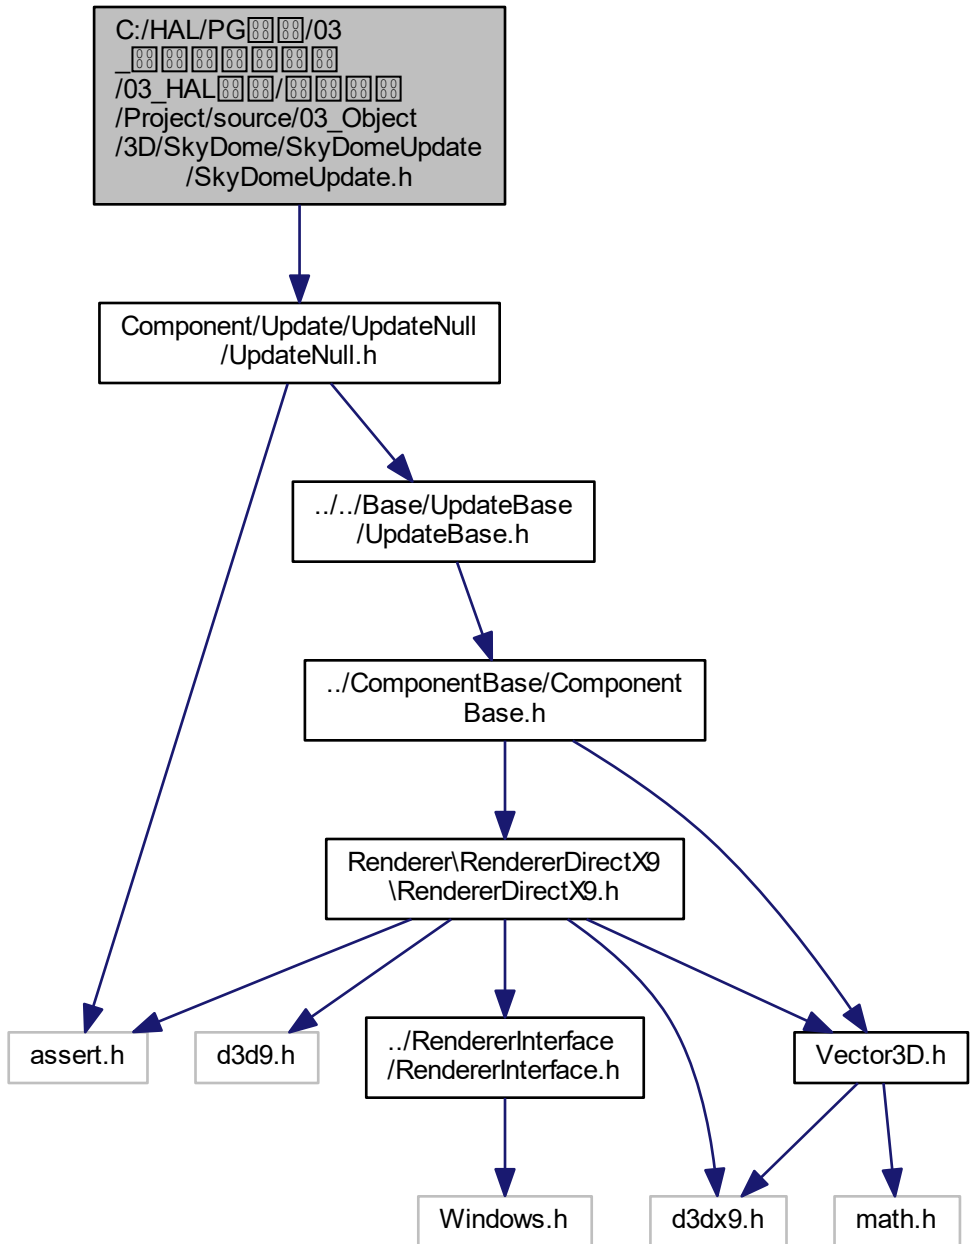 C:/HAL/PG/03
_
/03_HAL/
/Project/source/03_Object
/3D/SkyDome/SkyDomeUpdate
/SkyDomeUpdate.h
Component/Update/UpdateNull
/UpdateNull.h
../../Base/UpdateBase
/UpdateBase.h
../ComponentBase/Component
Base.h
Renderer\RendererDirectX9
\RendererDirectX9.h
assert.h
d3d9.h
../RendererInterface
/RendererInterface.h
Vector3D.h
Windows.h
d3dx9.h
math.h